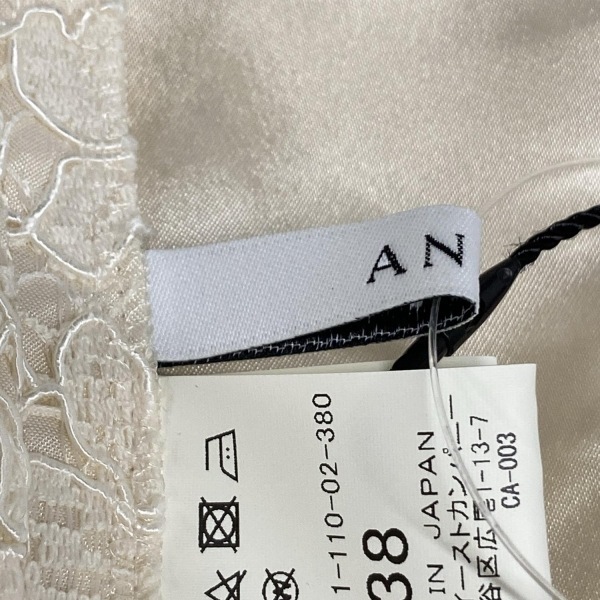 AN
1-110-02-380
38
IN JAPAN
イーストカンパニー
谷区広尾1-13-7
CA-003